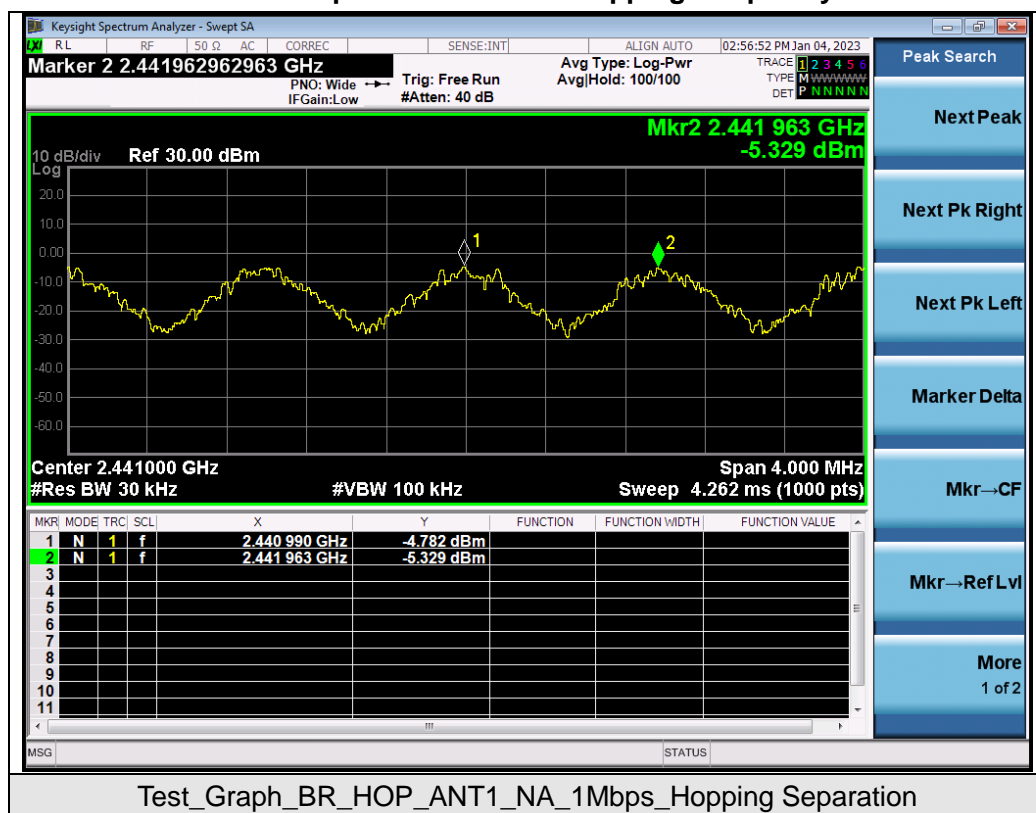 Keysight Spectrum Analyzer - Swept SA
LXI RL RF 50 Ω AC CORREC SENSE:INT ALIGN AUTO 02:56:52 PM Jan 04, 2023
Marker 2 2.441962962963 GHz
PNO: Wide
IFGain:Low
Trig: Free Run
#Atten: 40 dB
Avg Type: Log-Pwr
Avg|Hold: 100/100
TRACE 1 2 3 4 5 6
TYPE M WWWWW
DET P N N N N N
Mkr2 2.441 963 GHz
-5.329 dBm
10 dB/div Ref 30.00 dBm
Log
20.0
10.0
0.00
-10.0
-20.0
-30.0
-40.0
-50.0
-60.0
1
2
Center 2.441000 GHz Span 4.000 MHz
#Res BW 30 kHz #VBW 100 kHz Sweep 4.262 ms (1000 pts)
MKR MODE TRC SCL X Y FUNCTION FUNCTION WIDTH FUNCTION VALUE
1 N 1 f 2.440 990 GHz -4.782 dBm
2 N 1 f 2.441 963 GHz -5.329 dBm
3
4
5
6
7
8
9
10
11
MSG STATUS
Peak Search
Next Peak
Next Pk Right
Next Pk Left
Marker Delta
Mkr→CF
Mkr→Ref Lvl
More
1 of 2
Test_Graph_BR_HOP_ANT1_NA_1Mbps_Hopping Separation